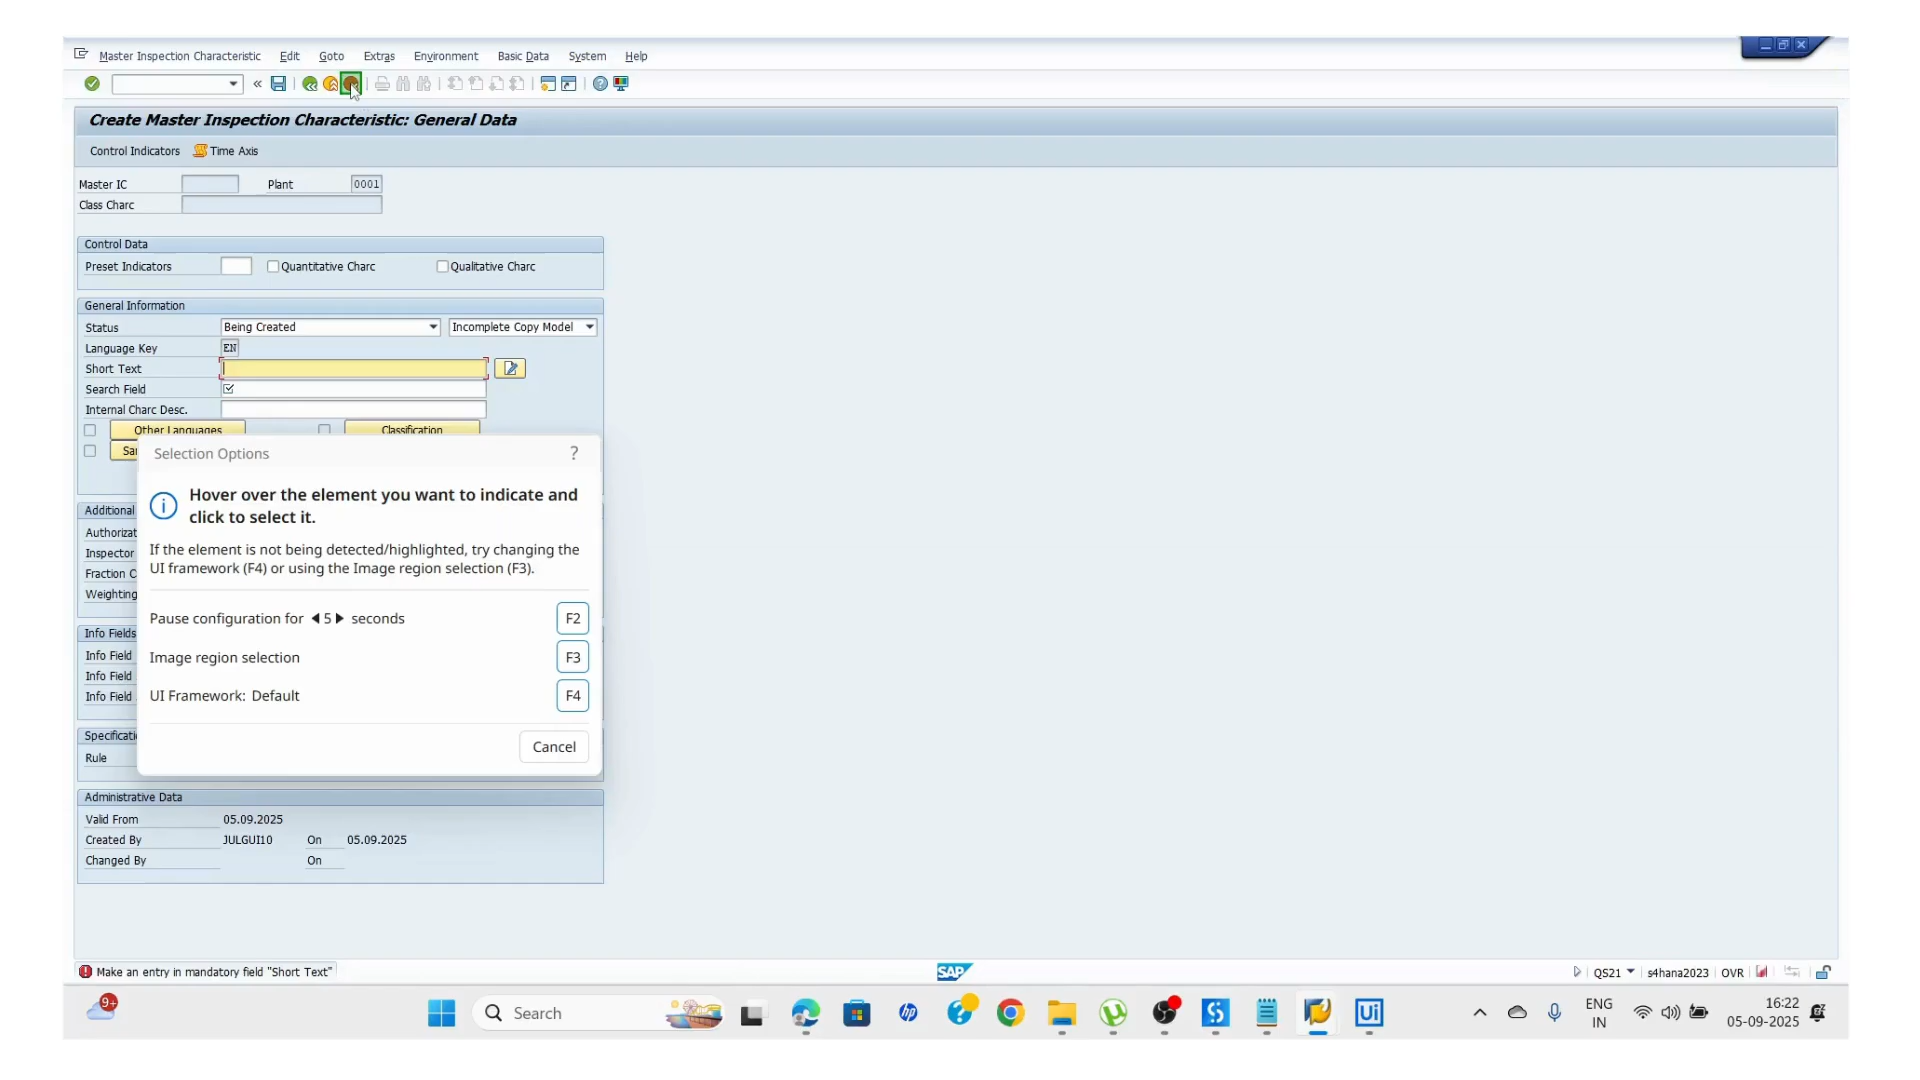 Master Inspection Characteristic Edit Goto Extras Environment Basic Data System Help
Create Master Inspection Characteristic: General Data
Control Indicators Time Axis
Master IC Plant 0001
Class Charc
Control Data
Preset Indicators Quantitative Charc Qualitative Charc
General Information
Status Being Created Incomplete Copy Model
Language Key EN
Short Text
Search Field
Internal Charc Desc.
Other Languages Classification
Selection Options ?
Hover over the element you want to indicate and
click to select it.
If the element is not being detected/highlighted, try changing the
UI framework (F4) or using the Image region selection (F3).
Pause configuration for 5 seconds F2
Image region selection F3
UI Framework: Default F4
Cancel
Additional
Inspector
Fraction C
Weighting
Info Fields
Info Field
Info Field
Info Field
Rule
Administrative Data
Valid From 05.09.2025
Created By JULGUI10 On 05.09.2025
Changed By On
Make an entry in mandatory field "Short Text"
SAP
QS21 s4hana2023 OVR
9+
Search
hp
Ui
ENG
IN
16:22
05-09-2025